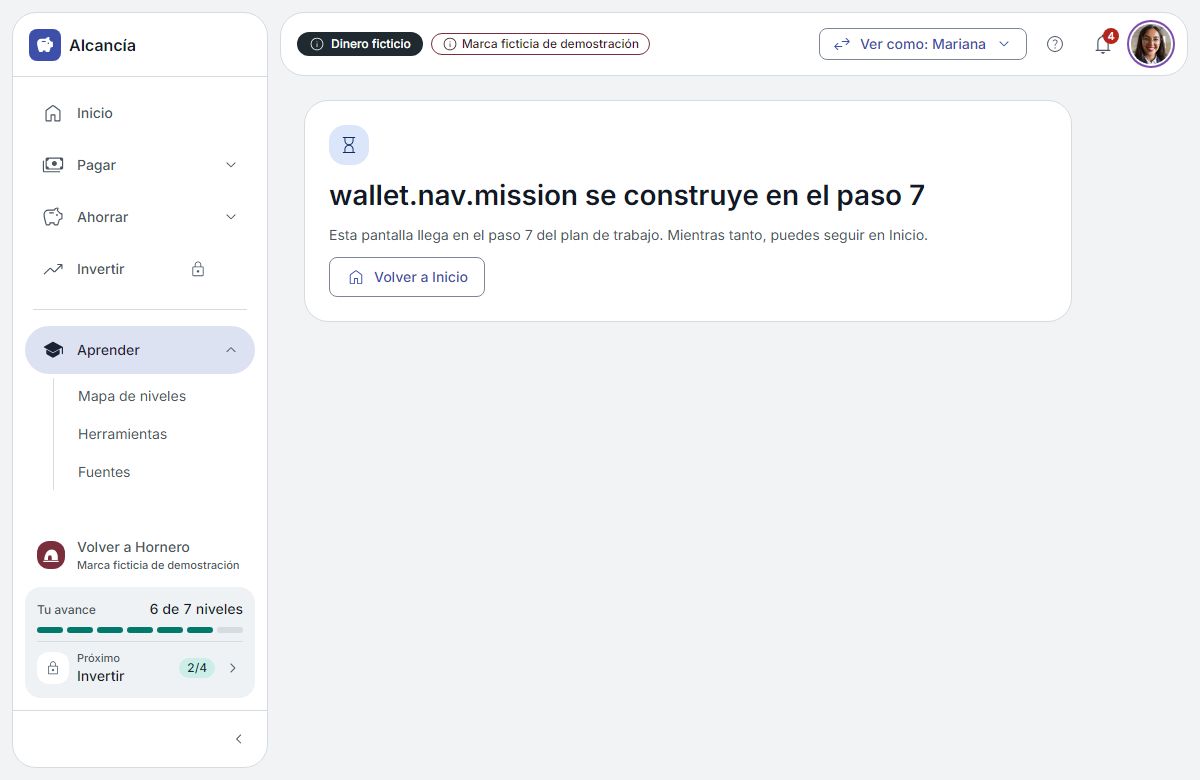 Alcancía
Dinero ficticio
Marca ficticia de demostración
Ver como: Mariana
4
Inicio
Pagar
Ahorrar
Invertir
Aprender
Mapa de niveles
Herramientas
Fuentes
Volver a Hornero
Marca ficticia de demostración
Tu avance
6 de 7 niveles
Próximo
Invertir
2/4
wallet.nav.mission se construye en el paso 7
Esta pantalla llega en el paso 7 del plan de trabajo. Mientras tanto, puedes seguir en Inicio.
Volver a Inicio